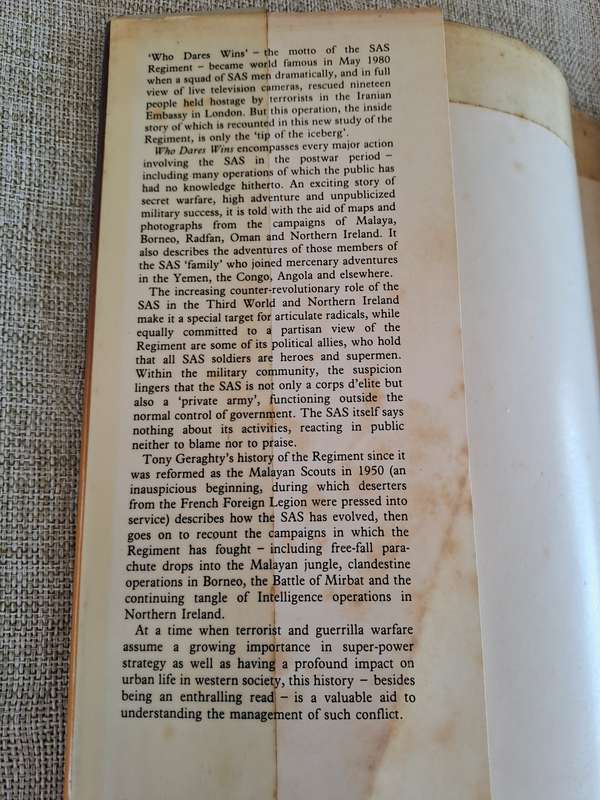 ‘Who Dares Wins’ – the motto of the SAS
Regiment – became world famous in May 1980
when a squad of SAS men dramatically, and in full
view of live television cameras, rescued nineteen
people held hostage by terrorists in the Iranian
Embassy in London. But this operation, the inside
story of which is recounted in this new study of the
Regiment, is only the ‘tip of the iceberg’.
Who Dares Wins encompasses every major action
involving the SAS in the postwar period –
including many operations of which the public has
had no knowledge hitherto. An exciting story of
secret warfare, high adventure and unpublicized
military success, it is told with the aid of maps and
photographs from the campaigns of Malaya,
Borneo, Radfan, Oman and Northern Ireland. It
also describes the adventures of those members of
the SAS ‘family’ who joined mercenary adventures
in the Yemen, the Congo, Angola and elsewhere.
The increasing counter-revolutionary role of the
SAS in the Third World and Northern Ireland
make it a special target for articulate radicals, while
equally committed to a partisan view of the
Regiment are some of its political allies, who hold
that all SAS soldiers are heroes and supermen.
Within the military community, the suspicion
lingers that the SAS is not only a corps d’elite but
also a ‘private army’, functioning outside the
normal control of government. The SAS itself says
nothing about its activities, reacting in public
neither to blame nor to praise.
Tony Geraghty’s history of the Regiment since it
was reformed as the Malayan Scouts in 1950 (an
inauspicious beginning, during which deserters
from the French Foreign Legion were pressed into
service) describes how the SAS has evolved, then
goes on to recount the campaigns in which the
Regiment has fought – including free-fall para-
chute drops into the Malayan jungle, clandestine
operations in Borneo, the Battle of Mirbat and the
continuing tangle of Intelligence operations in
Northern Ireland.
At a time when terrorist and guerrilla warfare
assume a growing importance in super-power
strategy as well as having a profound impact on
urban life in western society, this history – besides
being an enthralling read – is a valuable aid to
understanding the management of such conflict.